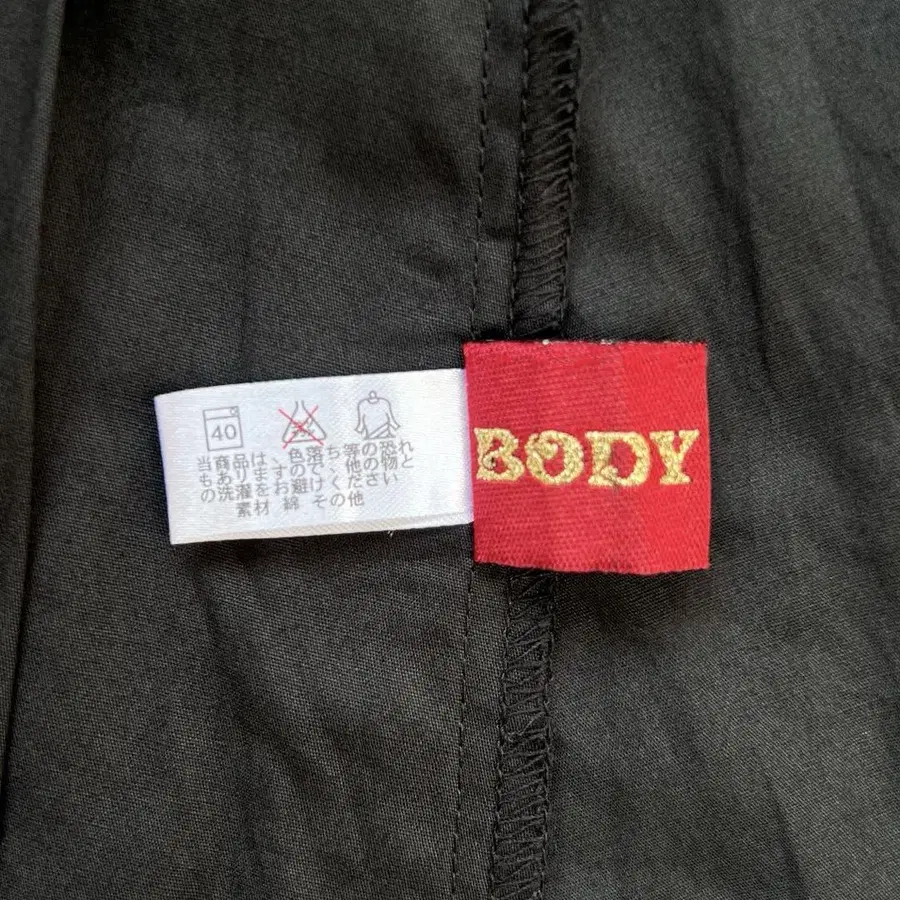 40
当商品は、色落ち等の恐れ
もありますので、他の物と
の洗濯をお避けください
素材 綿 その他
BODY